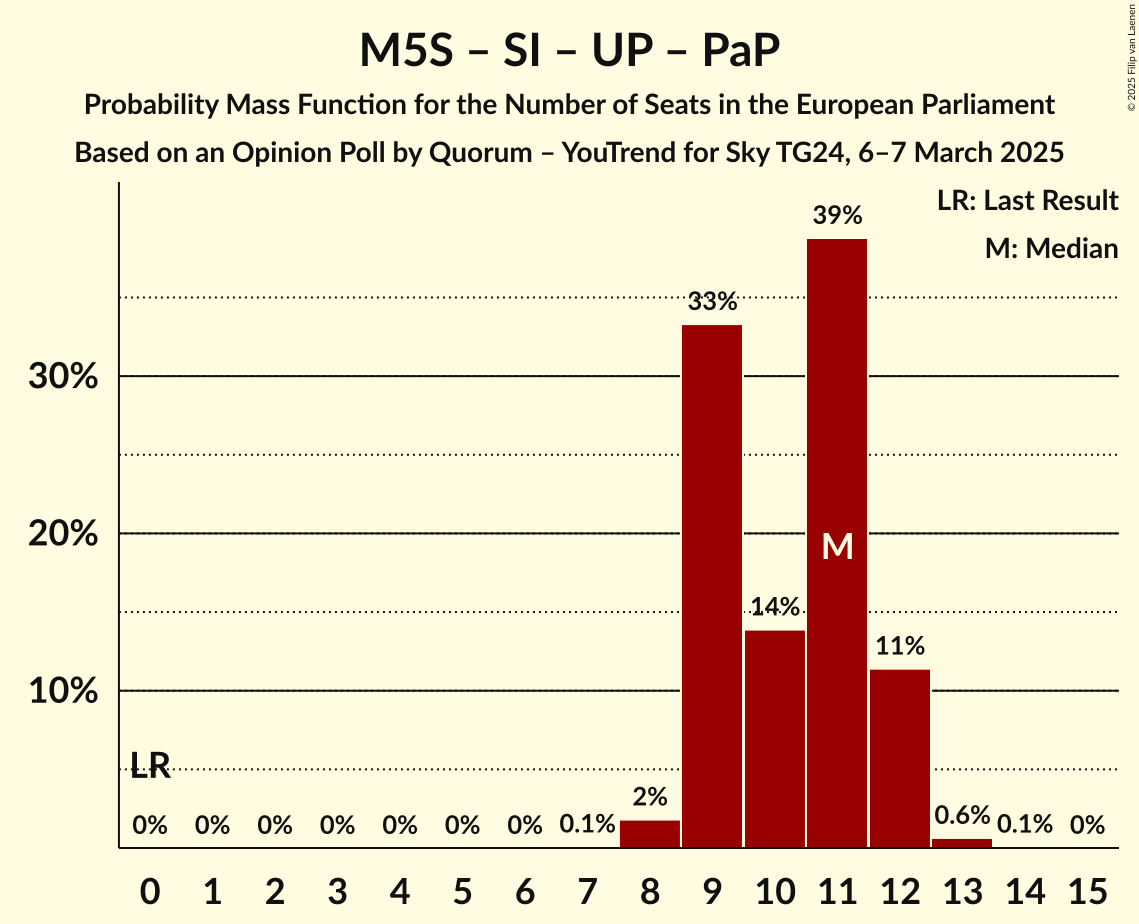 M5S – SI – UP – PaP
Probability Mass Function for the Number of Seats in the European Parliament
Based on an Opinion Poll by Quorum – YouTrend for Sky TG24, 6–7 March 2025
© 2025 Filip van Laenen
LR: Last Result
M: Median
39%
33%
30%
20%
M
14%
11%
10%
LR
0% 0% 0% 0% 0% 0% 0% 0.1% 2% 0.6% 0.1% 0%
0 1 2 3 4 5 6 7 8 9 10 11 12 13 14 15